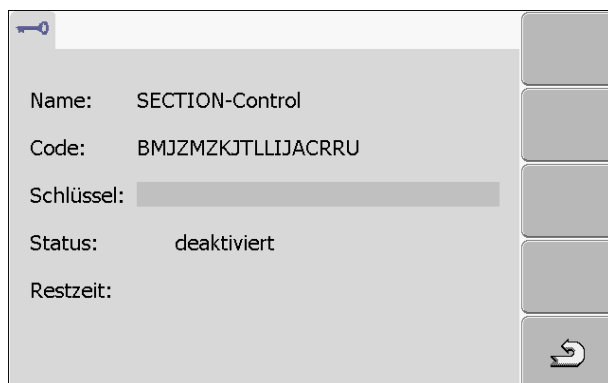 Name: SECTION-Control
Code: BMJZMZKJTLLIJACRRU
Schlüssel:
Status: deaktiviert
Restzeit: